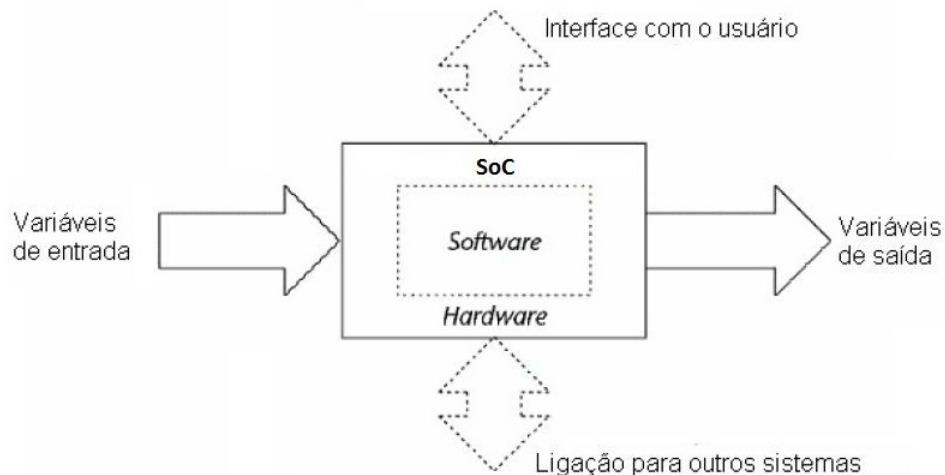 Interface com o usuário
SoC
Variáveis
de entrada
Software
Variáveis
de saída
Hardware
Ligação para outros sistemas